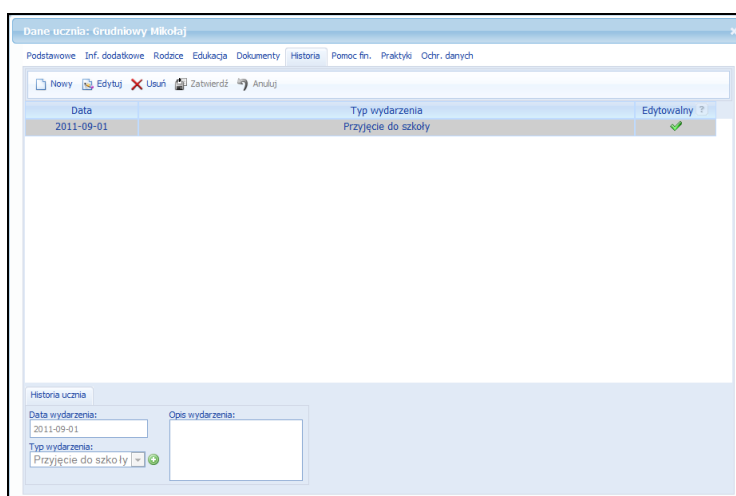 Dane ucznia: Grudniowy Mikołaj
Podstawowe Inf. dodatkowe Rodzice Edukacja Dokumenty Historia Pomoc fin. Praktyki Ochr. danych
Nowy Edytuj Usuń Zatwierdź Anuluj
Data Typ wydarzenia Edytowalny ?
2011-09-01 Przyjęcie do szkoły
Historia ucznia
Data wydarzenia: Opis wydarzenia:
2011-09-01
Typ wydarzenia:
Przyjęcie do szkoły